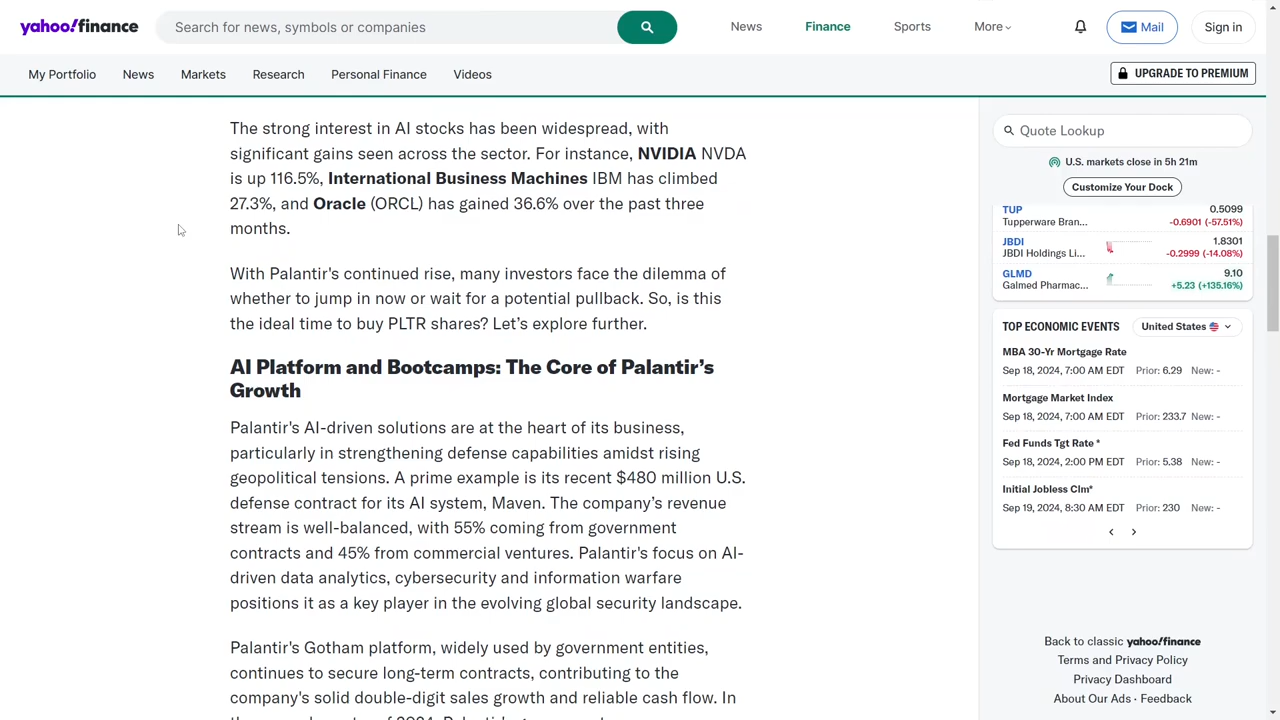 yahoo!finance
Search for news, symbols or companies
News
Finance
Sports
More
Mail
Sign in
My Portfolio
News
Markets
Research
Personal Finance
Videos
UPGRADE TO PREMIUM
The strong interest in AI stocks has been widespread, with
significant gains seen across the sector. For instance, NVIDIA NVDA
is up 116.5%, International Business Machines IBM has climbed
27.3%, and Oracle (ORCL) has gained 36.6% over the past three
months.
With Palantir's continued rise, many investors face the dilemma of
whether to jump in now or wait for a potential pullback. So, is this
the ideal time to buy PLTR shares? Let’s explore further.
AI Platform and Bootcamps: The Core of Palantir’s
Growth
Palantir's AI-driven solutions are at the heart of its business,
particularly in strengthening defense capabilities amidst rising
geopolitical tensions. A prime example is its recent $480 million U.S.
defense contract for its AI system, Maven. The company’s revenue
stream is well-balanced, with 55% coming from government
contracts and 45% from commercial ventures. Palantir's focus on AI-
driven data analytics, cybersecurity and information warfare
positions it as a key player in the evolving global security landscape.
Palantir's Gotham platform, widely used by government entities,
continues to secure long-term contracts, contributing to the
company's solid double-digit sales growth and reliable cash flow. In
Quote Lookup
U.S. markets close in 5h 21m
Customize Your Dock
TUP 0.5099
Tupperware Bran... -0.6901 (-57.51%)
JBDI 1.8301
JBDI Holdings Li... -0.2999 (-14.08%)
GLMD 9.10
Galmed Pharmac... +5.23 (+135.16%)
TOP ECONOMIC EVENTS United States
MBA 30-Yr Mortgage Rate
Sep 18, 2024, 7:00 AM EDT Prior: 6.29 New: -
Mortgage Market Index
Sep 18, 2024, 7:00 AM EDT Prior: 233.7 New: -
Fed Funds Tgt Rate *
Sep 18, 2024, 2:00 PM EDT Prior: 5.38 New: -
Initial Jobless Clm*
Sep 19, 2024, 8:30 AM EDT Prior: 230 New: -
Back to classic yahoo!finance
Terms and Privacy Policy
Privacy Dashboard
About Our Ads · Feedback